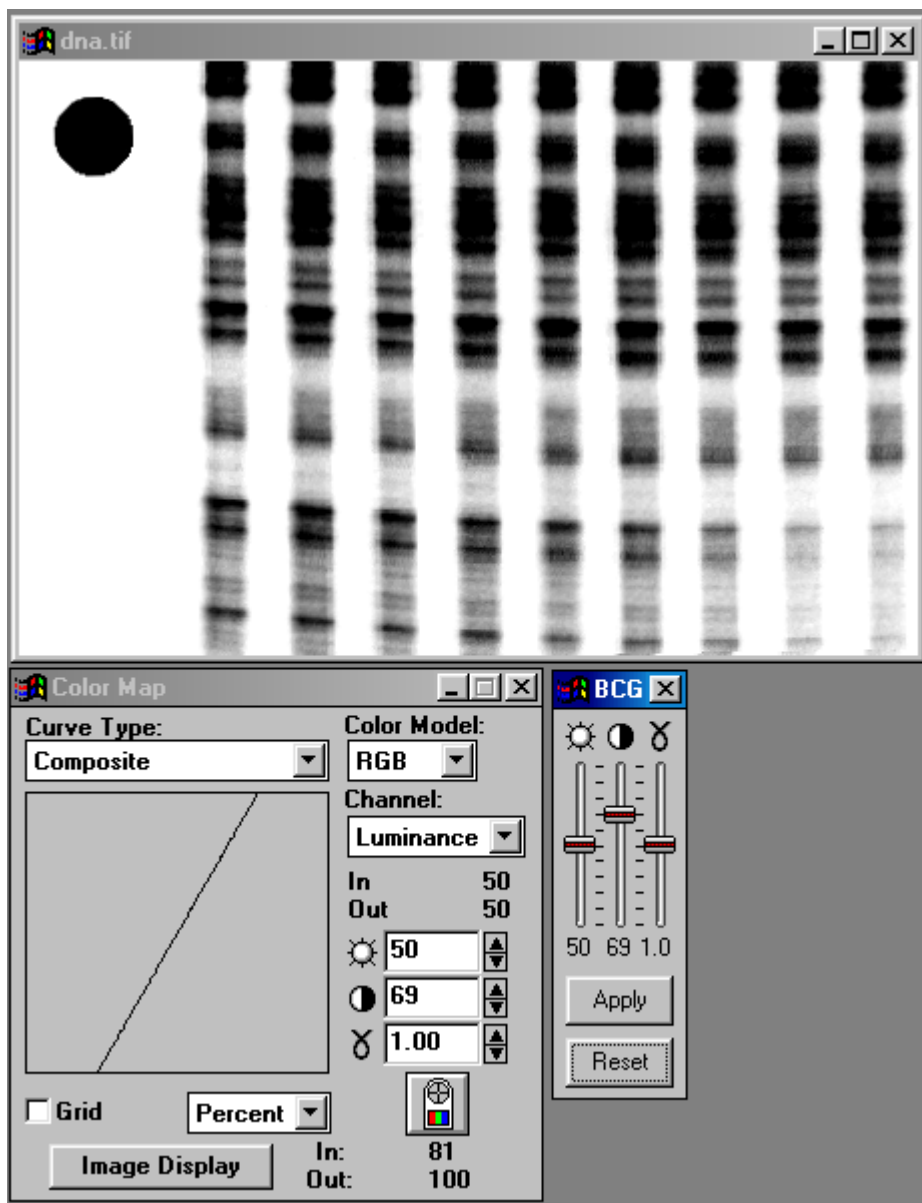 dna.tif
Color Map
Curve Type:
Composite
Color Model:
RGB
Channel:
Luminance
In 50
Out 50
50
69
1.00
Grid
Percent
Image Display
In: 81
Out: 100
BCG
50 69 1.0
Apply
Reset